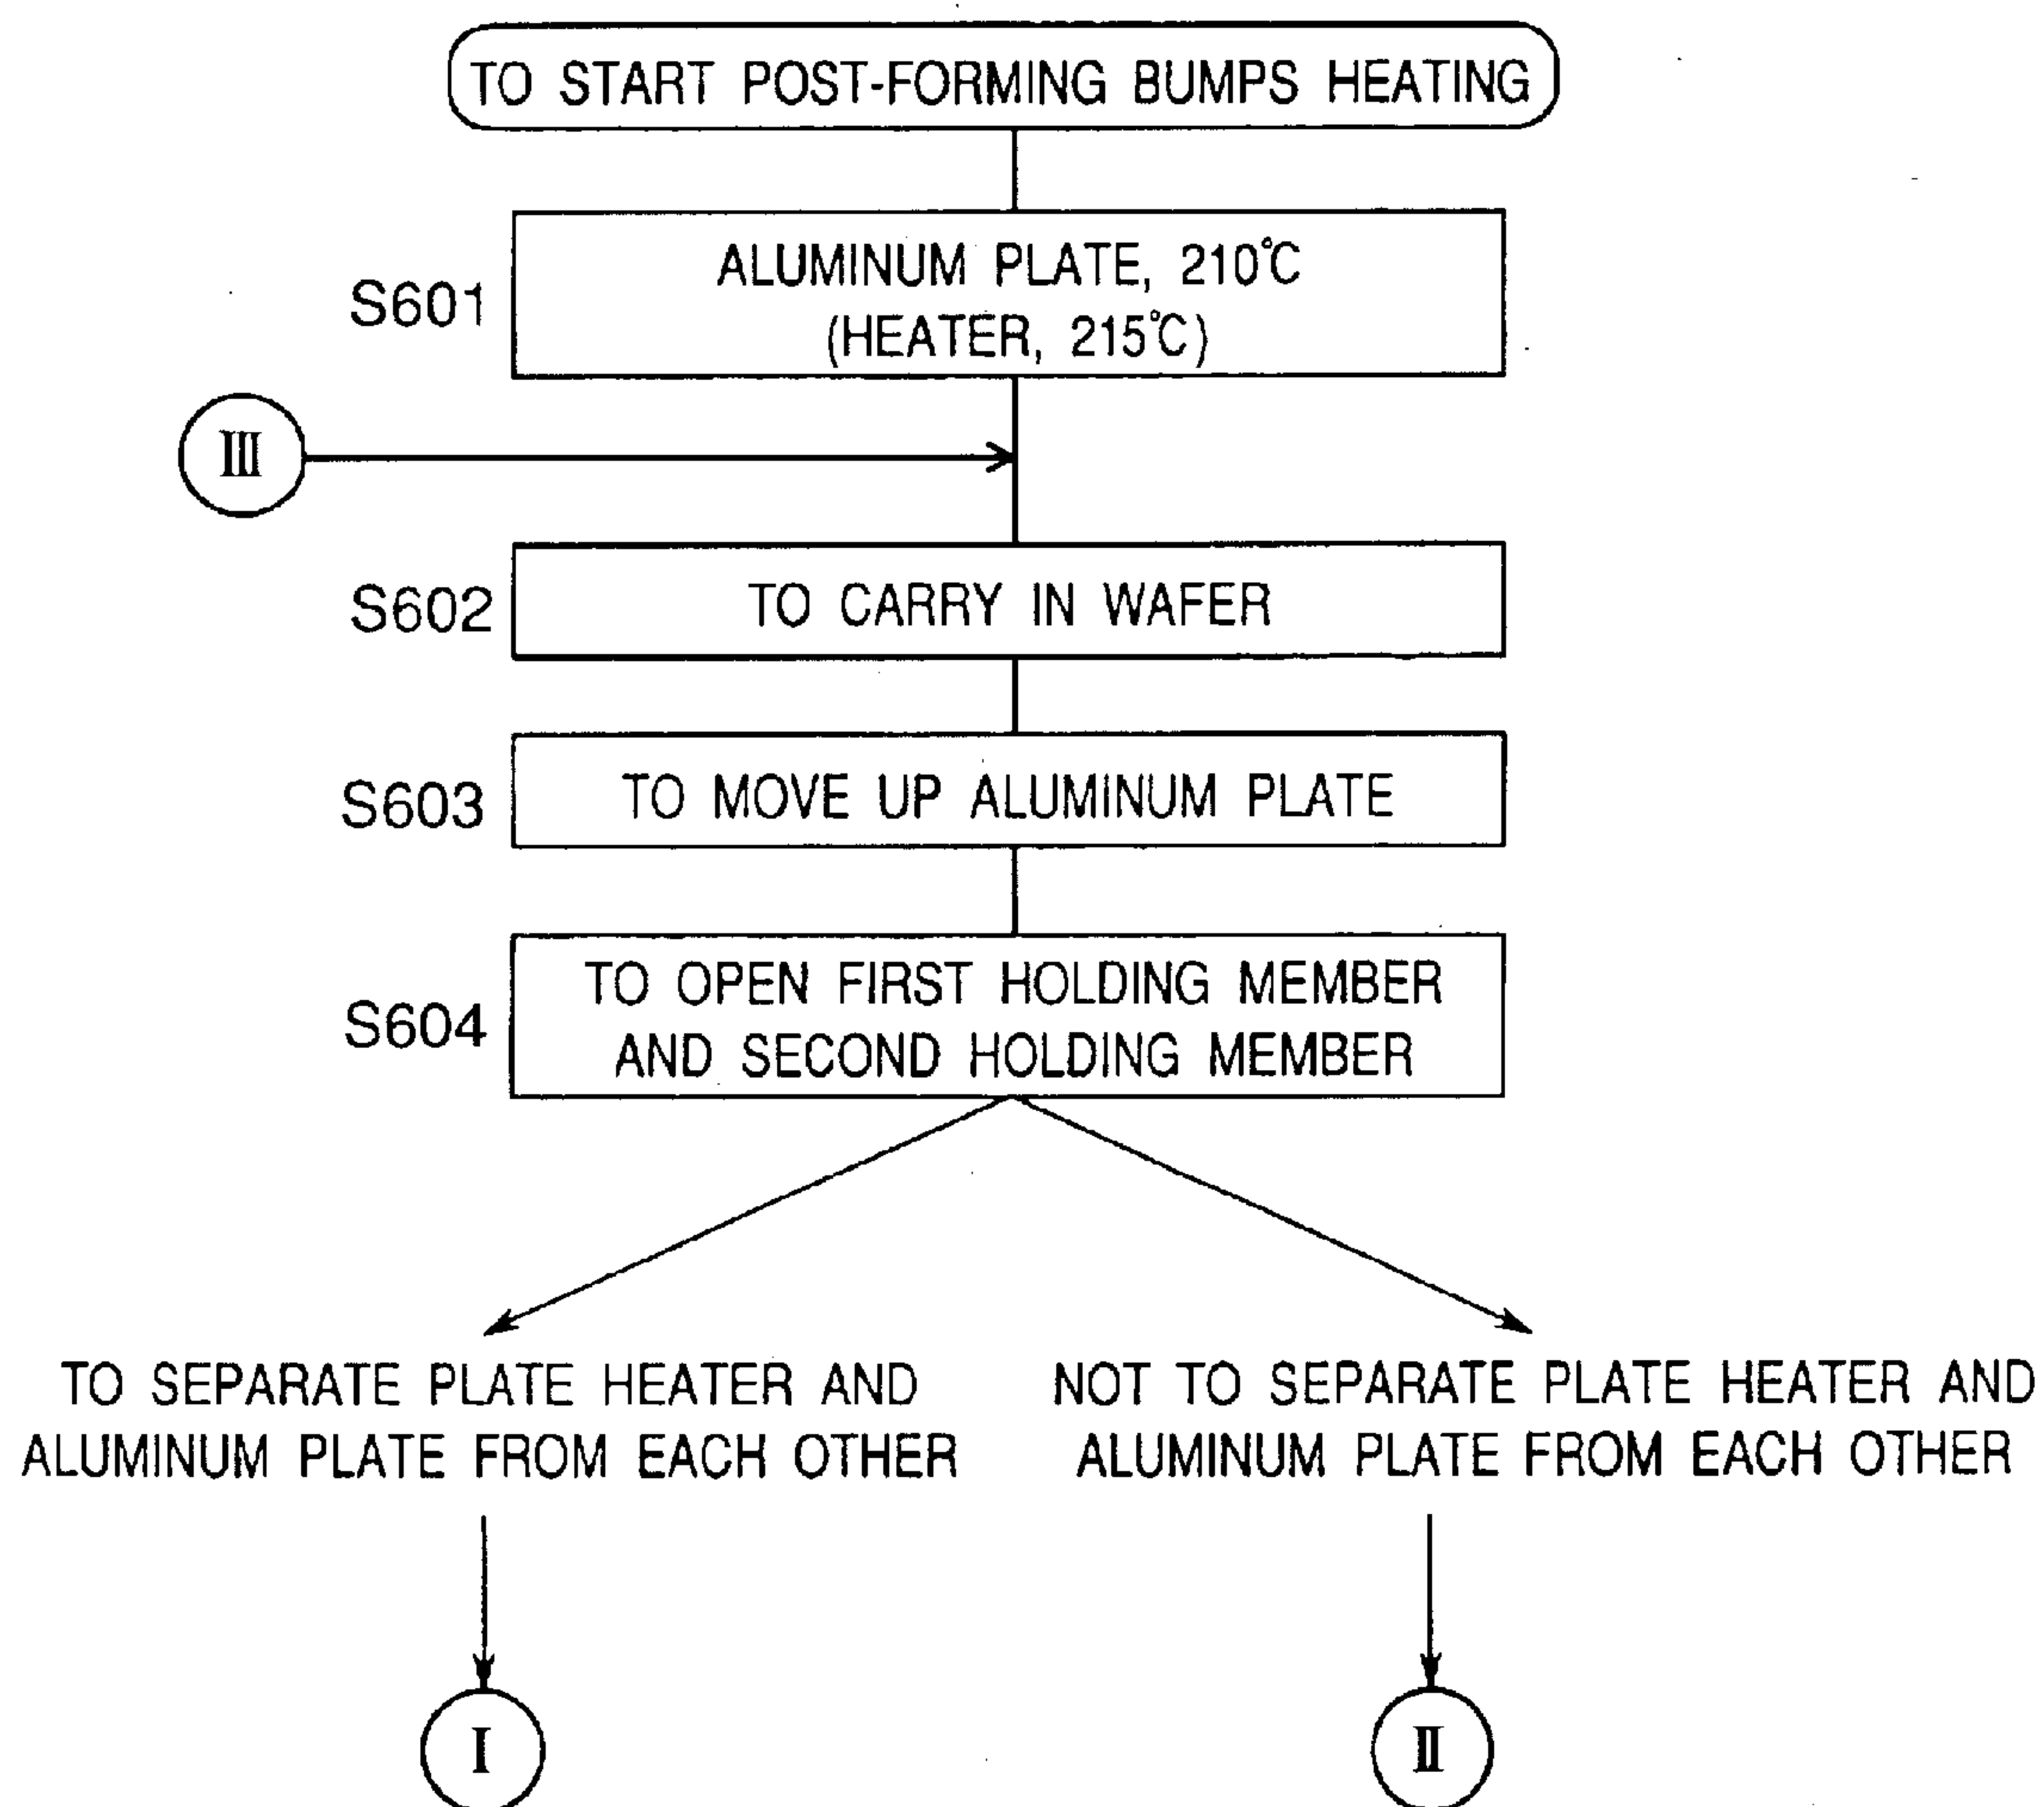 TO START POST-FORMING BUMPS HEATING
S601
ALUMINUM PLATE, 210°C
(HEATER, 215°C)
III
S602
TO CARRY IN WAFER
S603
TO MOVE UP ALUMINUM PLATE
S604
TO OPEN FIRST HOLDING MEMBER
AND SECOND HOLDING MEMBER
TO SEPARATE PLATE HEATER AND
ALUMINUM PLATE FROM EACH OTHER
NOT TO SEPARATE PLATE HEATER AND
ALUMINUM PLATE FROM EACH OTHER
I
II